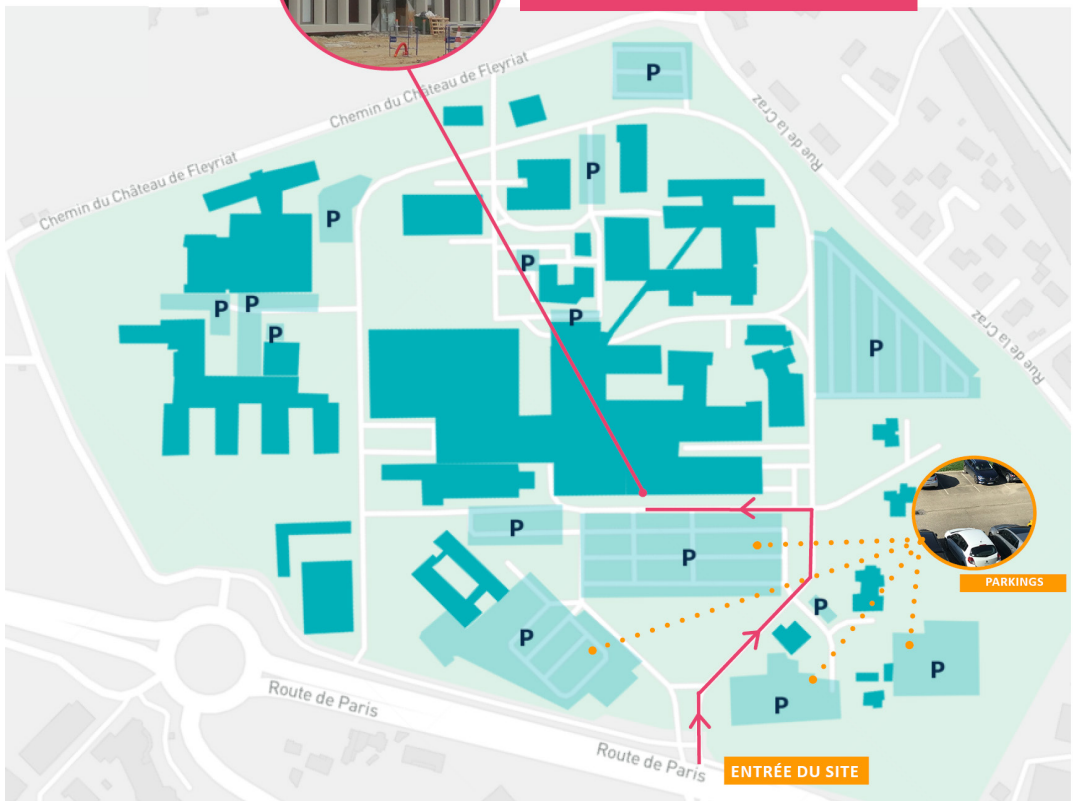 Chemin du Château de Fleyriat
P
Rue de la Craz
Chemin du Château de Fleyriat
P
P
P
P
P
P
P
Rue de la Craz
P
P
P
P
PARKINGS
P
P
P
P
Route de Paris
Route de Paris
ENTRÉE DU SITE